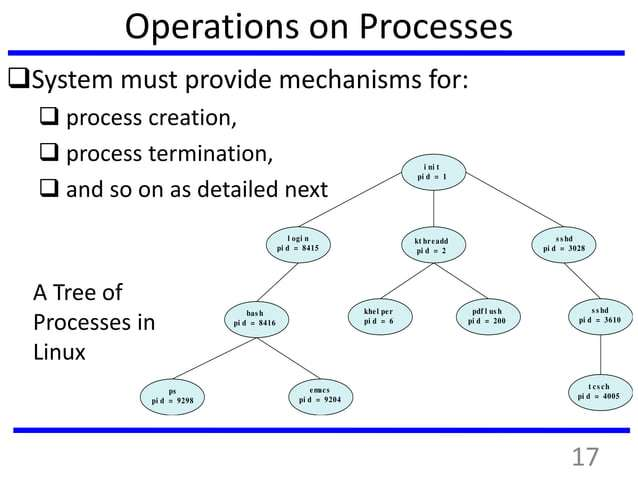 Operations on Processes
❑System must provide mechanisms for:
❑ process creation,
❑ process termination,
❑ and so on as detailed next
init
pid = 1
login
pid = 8415
kthreadd
pid = 2
sshd
pid = 3028
A Tree of
Processes in
Linux
bash
pid = 8416
khelper
pid = 6
pdflush
pid = 200
sshd
pid = 3610
ps
pid = 9298
emacs
pid = 9204
tcsch
pid = 4005
17